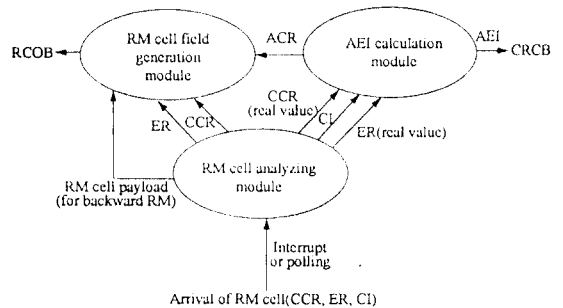 RM cell field
generation
module
RCOB
ACR
AEI calculation
module
AEI
CRCB
CCR
(real value)
CI
ER
CCR
ER(real value)
RM cell analyzing
module
RM cell payload
(for backward RM)
Interrupt
or polling
Arrival of RM cell(CCR, ER, CI)